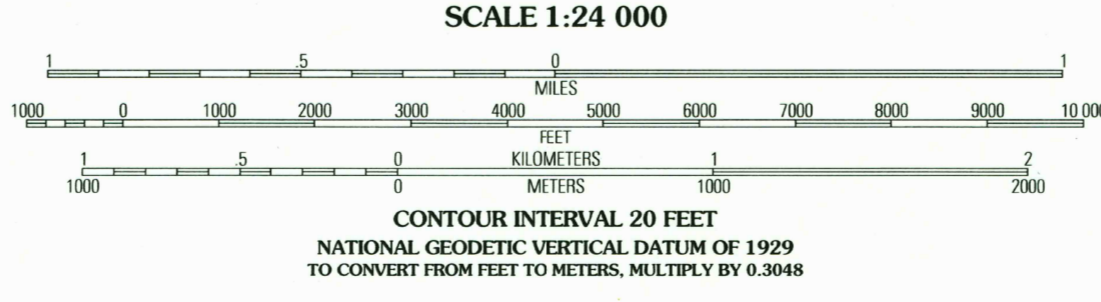 SCALE 1:24 000
1 .5 0 1
MILES
1000 0 1000 2000 3000 4000 5000 6000 7000 8000 9000 10 000
FEET
1 .5 0 KILOMETERS 1 2
1000 0 METERS 1000 2000
CONTOUR INTERVAL 20 FEET
NATIONAL GEODETIC VERTICAL DATUM OF 1929
TO CONVERT FROM FEET TO METERS, MULTIPLY BY 0.3048